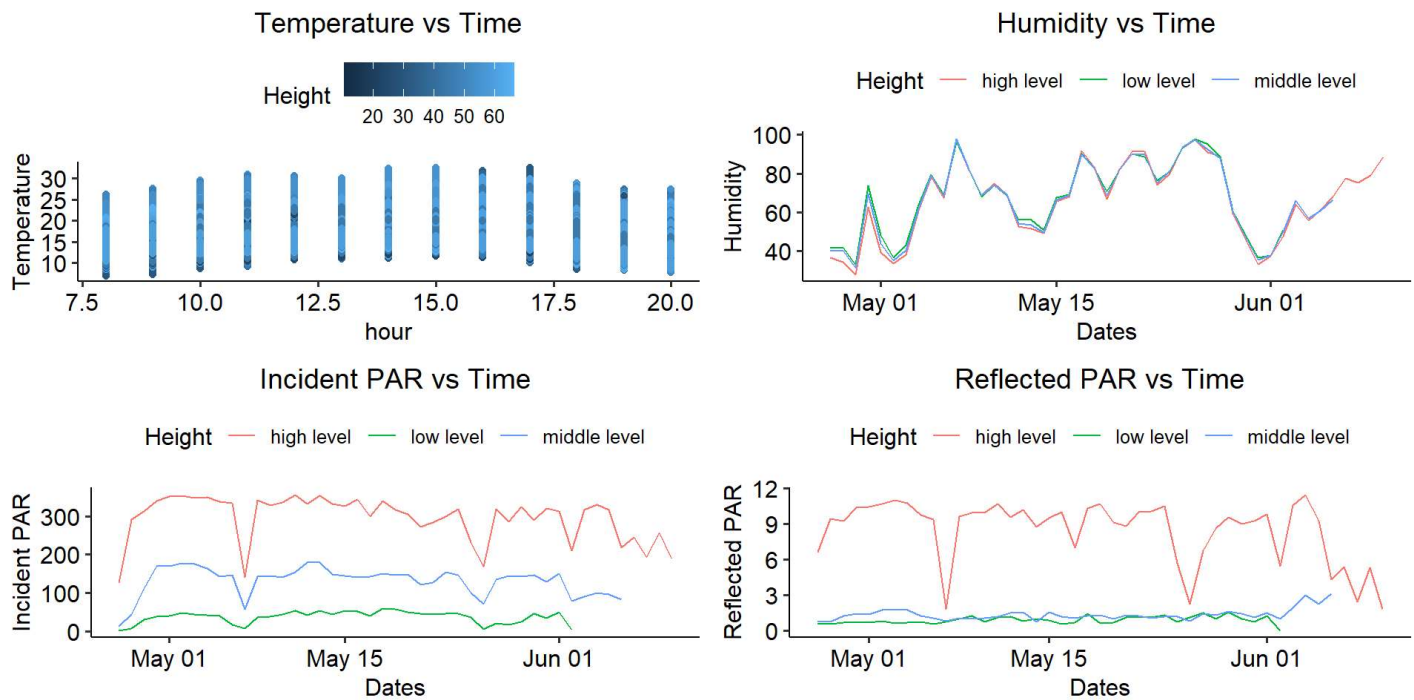 Temperature vs Time
Height
20 30 40 50 60
Temperature
30
25
20
15
10
7.5 10.0 12.5 15.0 17.5 20.0
hour
Humidity vs Time
Height high level low level middle level
Humidity
100
80
60
40
May 01 May 15 Jun 01
Dates
Incident PAR vs Time
Height high level low level middle level
Incident PAR
300
200
100
0
May 01 May 15 Jun 01
Dates
Reflected PAR vs Time
Height high level low level middle level
Reflected PAR
12
9
6
3
0
May 01 May 15 Jun 01
Dates